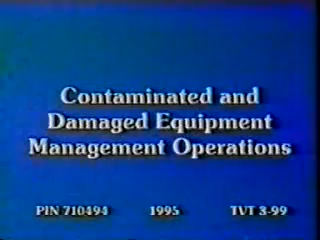 Contaminated and
Damaged Equipment
Management Operations
PIN 710494 1995 TVT 3-99